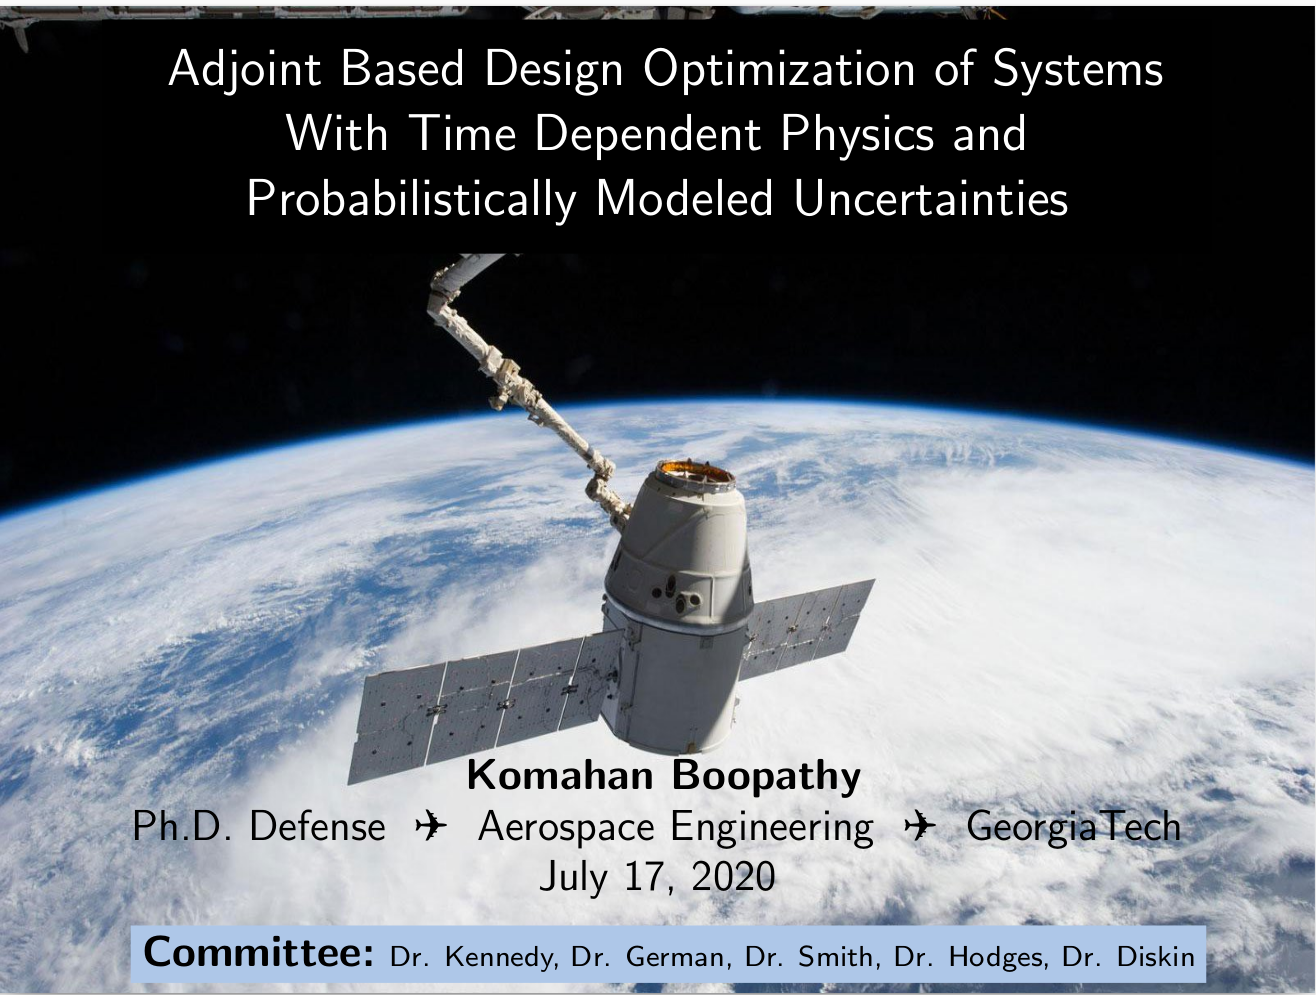 Adjoint Based Design Optimization of Systems
With Time Dependent Physics and
Probabilistically Modeled Uncertainties
Komahan Boopathy
Ph.D. Defense ✈ Aerospace Engineering ✈ GeorgiaTech
July 17, 2020
Committee: Dr. Kennedy, Dr. German, Dr. Smith, Dr. Hodges, Dr. Diskin